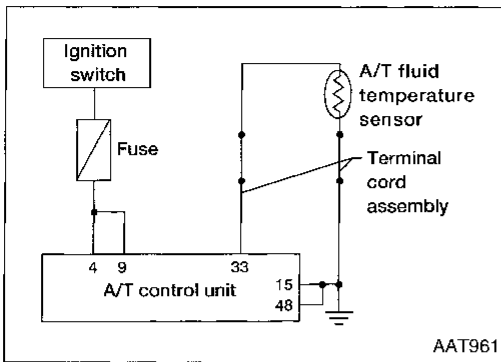 Ignition
switch
A/T fluid
temperature
sensor
Fuse
Terminal
cord
assembly
4 9 33
15
A/T control unit
48
AAT961